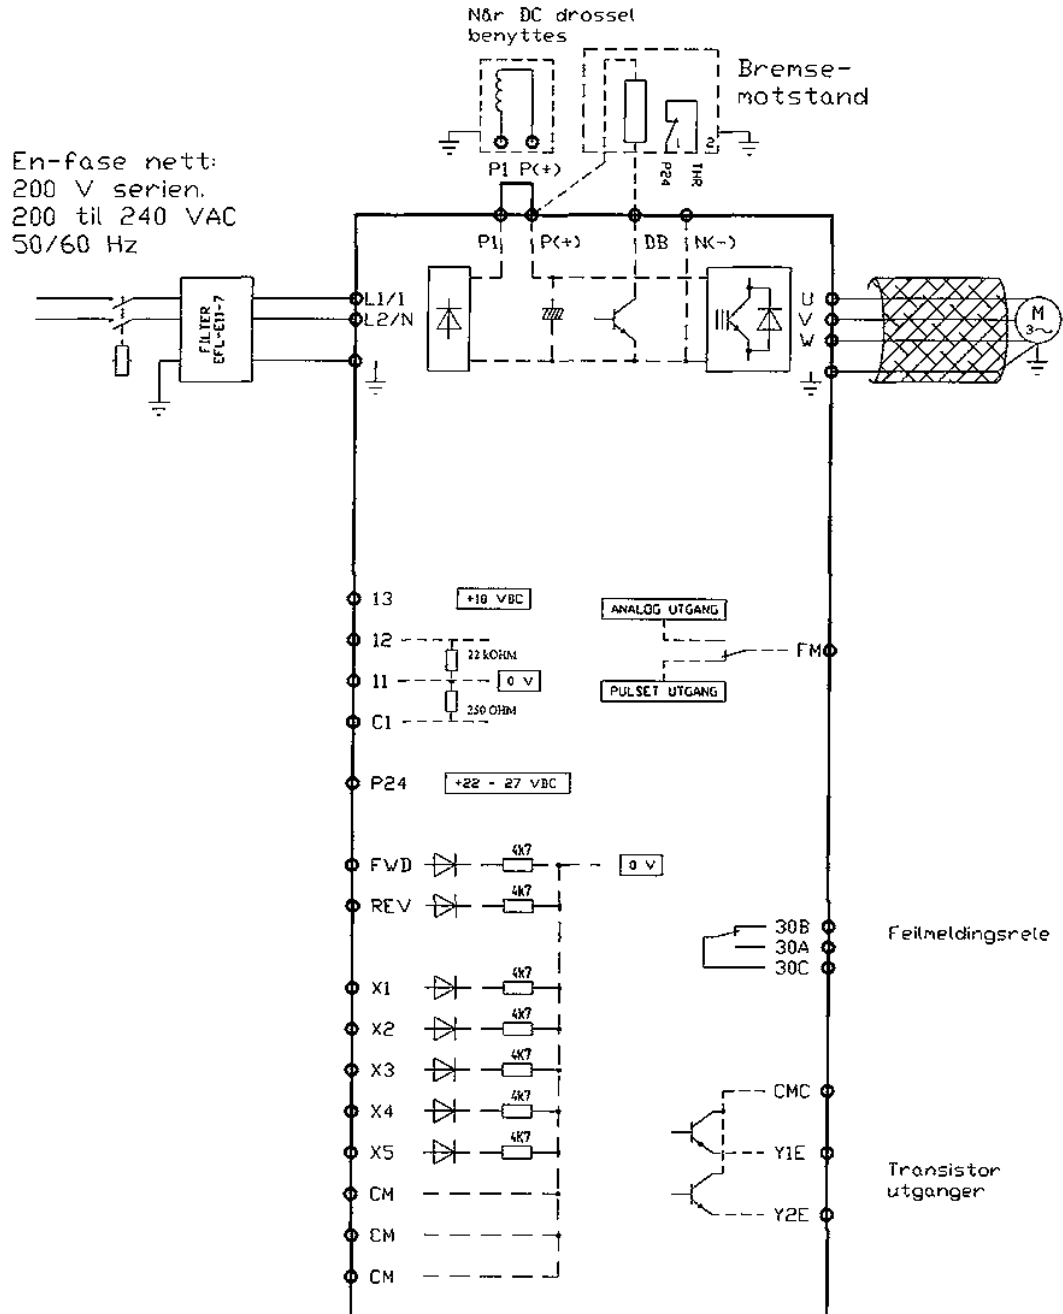 Når DC drossel
benyttes
Bremse-
motstand
P1 P(+)
P24
THR
2
En-fase nett:
200 V serien.
200 til 240 VAC
50/60 Hz
P1 P(+) DB N(-)
FILTER
EFL-E11-7
L1/1
L2/N
U
V
W
M
3~
13
+10 VDC
12
22 kOHM
11
0 V
250 OHM
C1
ANALOG UTGANG
FM
PULSET UTGANG
P24
+22 - 27 VDC
FWD
4k7
0 V
REV
4k7
30B
30A
30C
Feilmeldingsrele
X1
4k7
X2
4k7
X3
4K7
X4
4k7
X5
4K7
CM
CM
CM
CMC
Y1E
Y2E
Transistor
utganger